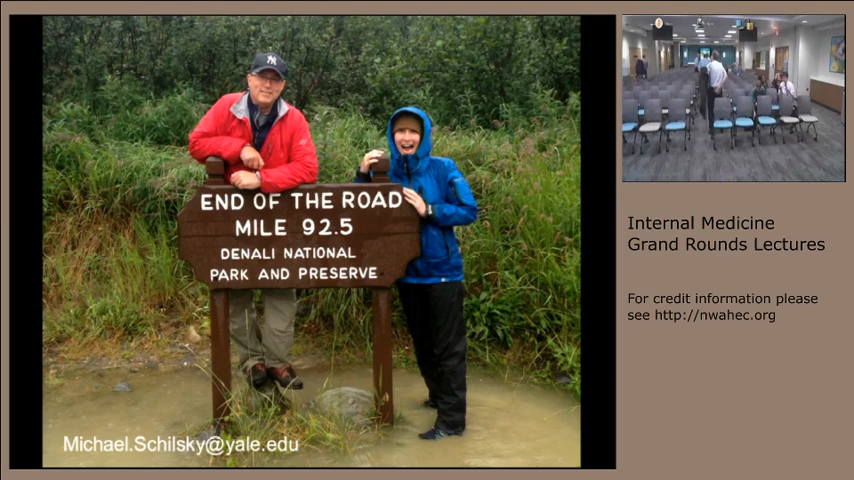 END OF THE ROAD
MILE 92.5
DENALI NATIONAL
PARK AND PRESERVE
Michael.Schilsky@yale.edu
Internal Medicine
Grand Rounds Lectures
For credit information please
see http://nwahec.org